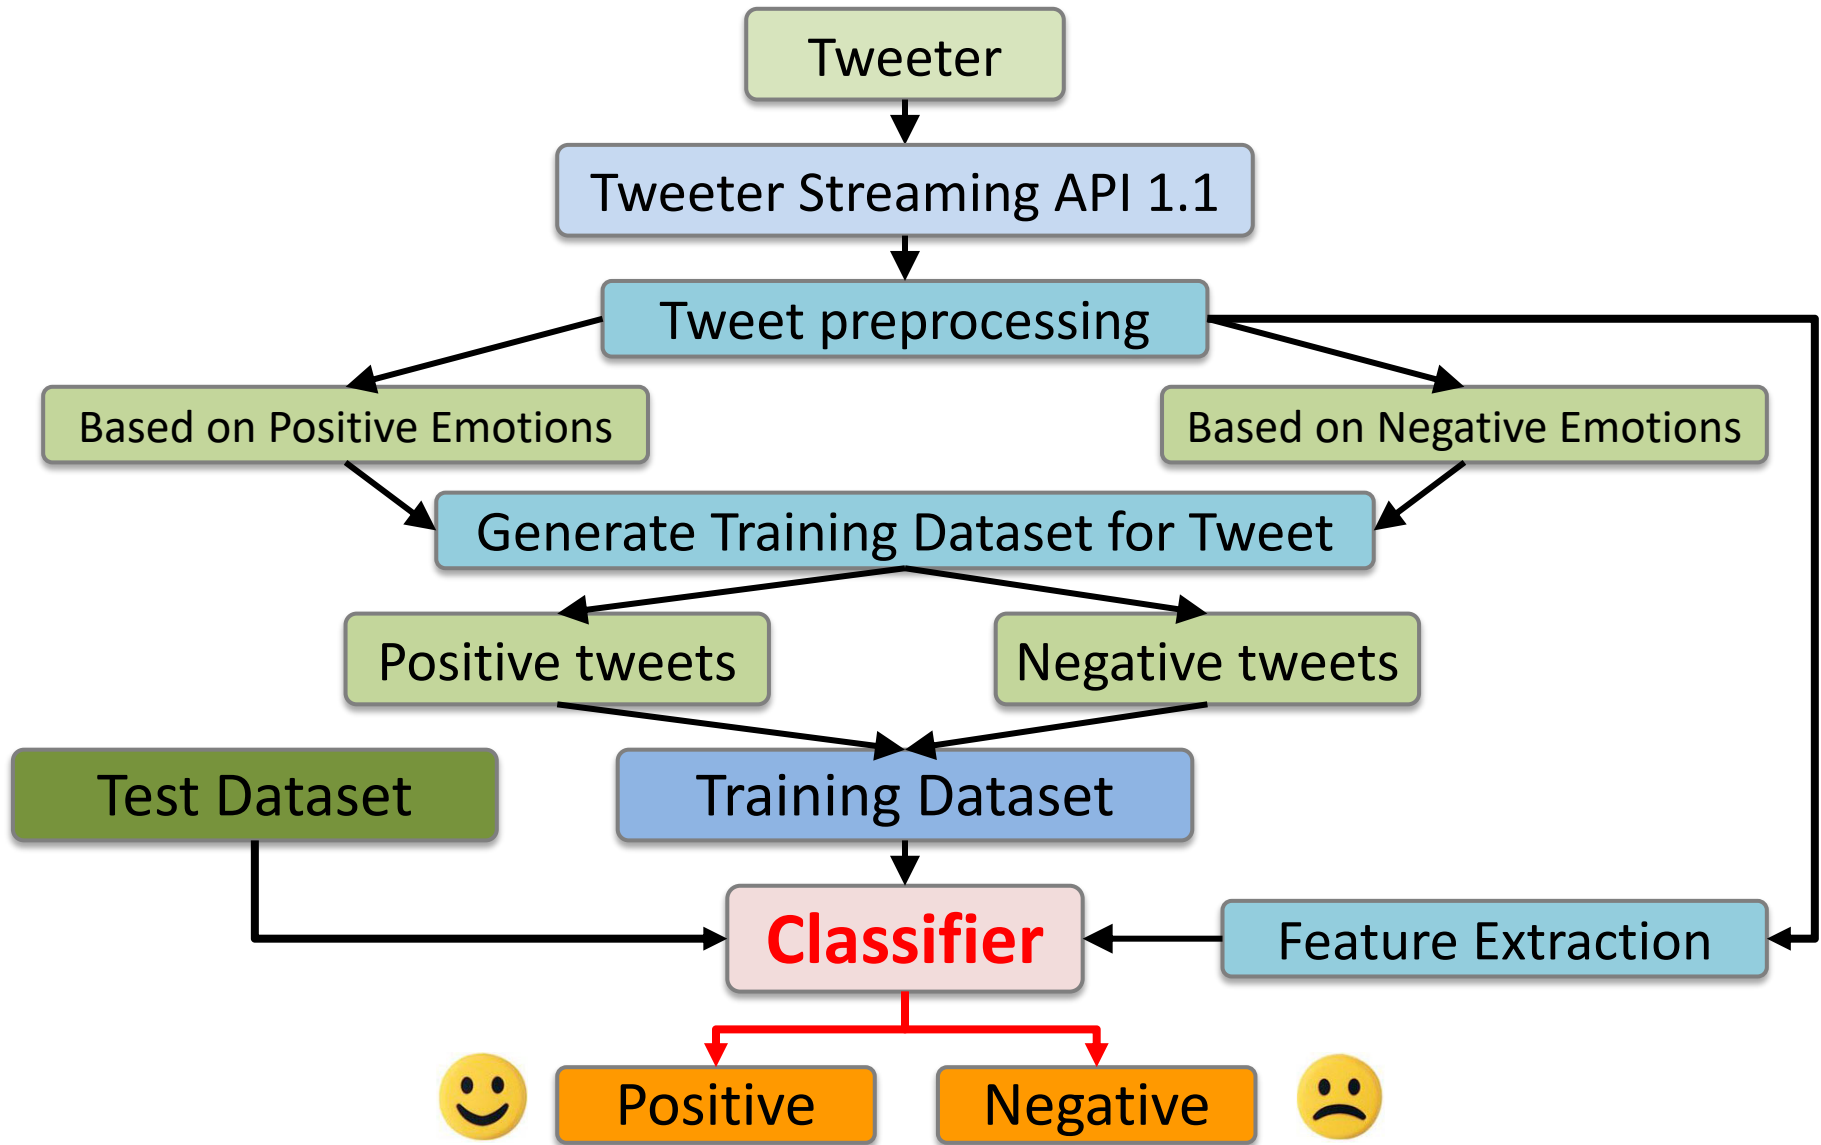 Tweeter
Tweeter Streaming API 1.1
Tweet preprocessing
Based on Positive Emotions
Based on Negative Emotions
Generate Training Dataset for Tweet
Positive tweets
Negative tweets
Test Dataset
Training Dataset
Classifier
Feature Extraction
Positive
Negative